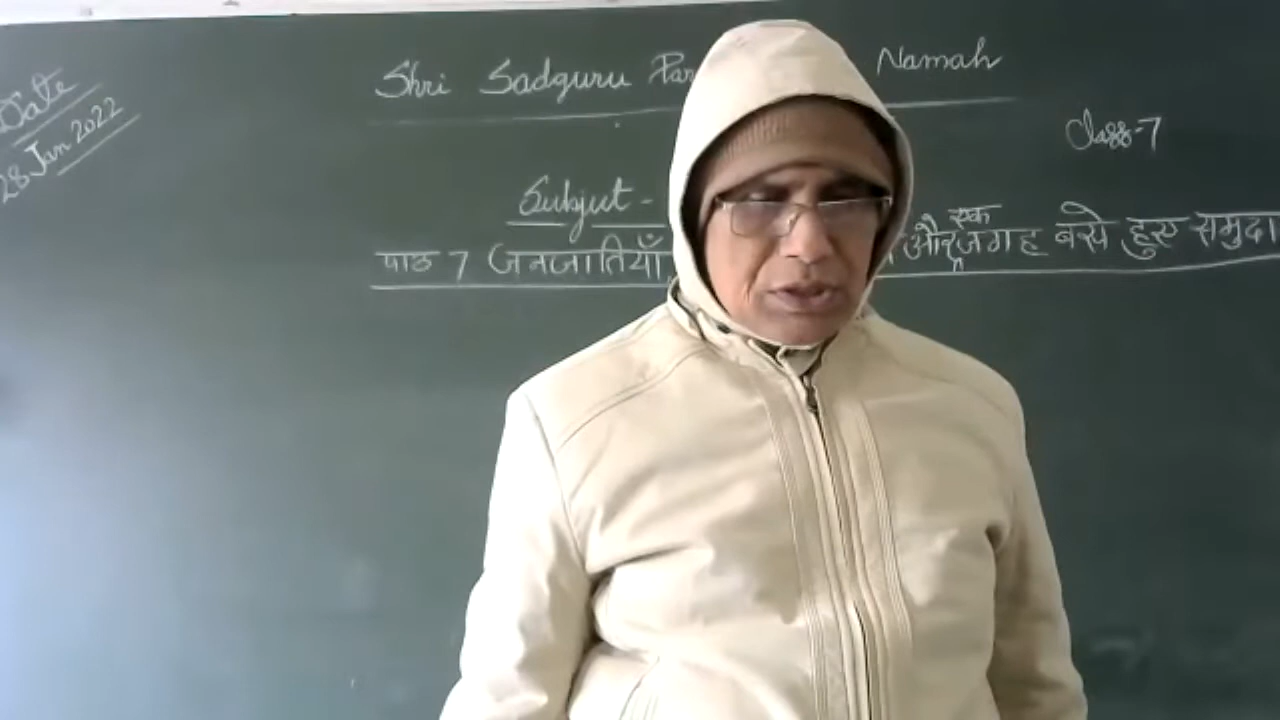 Date
28 Jan 2022
Shri Sadguru Namah
Class-7
Subject -
पाठ 7 जनजातियाँ, और एक जगह बसे हुए समुदा